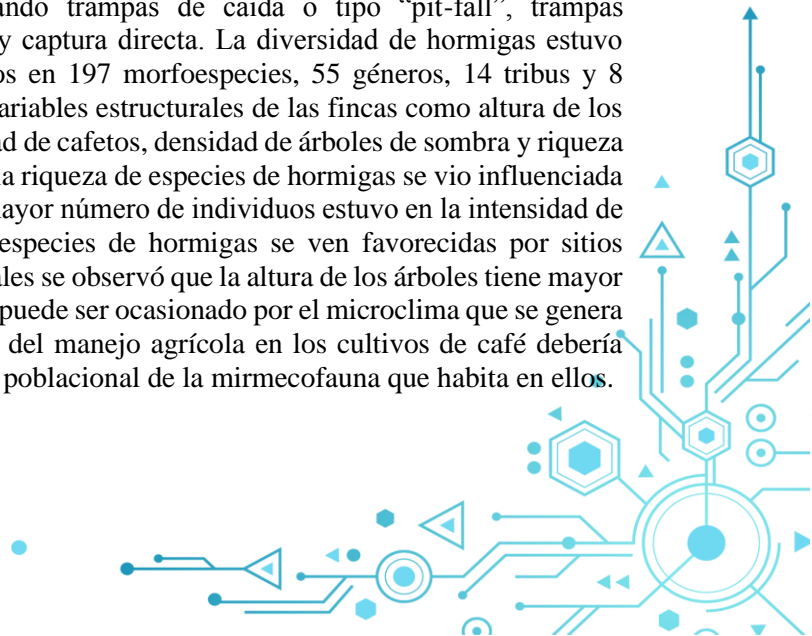 ando trampas de caída o tipo “pit-fall”, trampas
y captura directa. La diversidad de hormigas estuvo
os en 197 morfoespecies, 55 géneros, 14 tribus y 8
ariables estructurales de las fincas como altura de los
ad de cafetos, densidad de árboles de sombra y riqueza
la riqueza de especies de hormigas se vio influenciada
ayor número de individuos estuvo en la intensidad de
especies de hormigas se ven favorecidas por sitios
ales se observó que la altura de los árboles tiene mayor
puede ser ocasionado por el microclima que se genera
del manejo agrícola en los cultivos de café debería
poblacional de la mirmecofauna que habita en ellos.